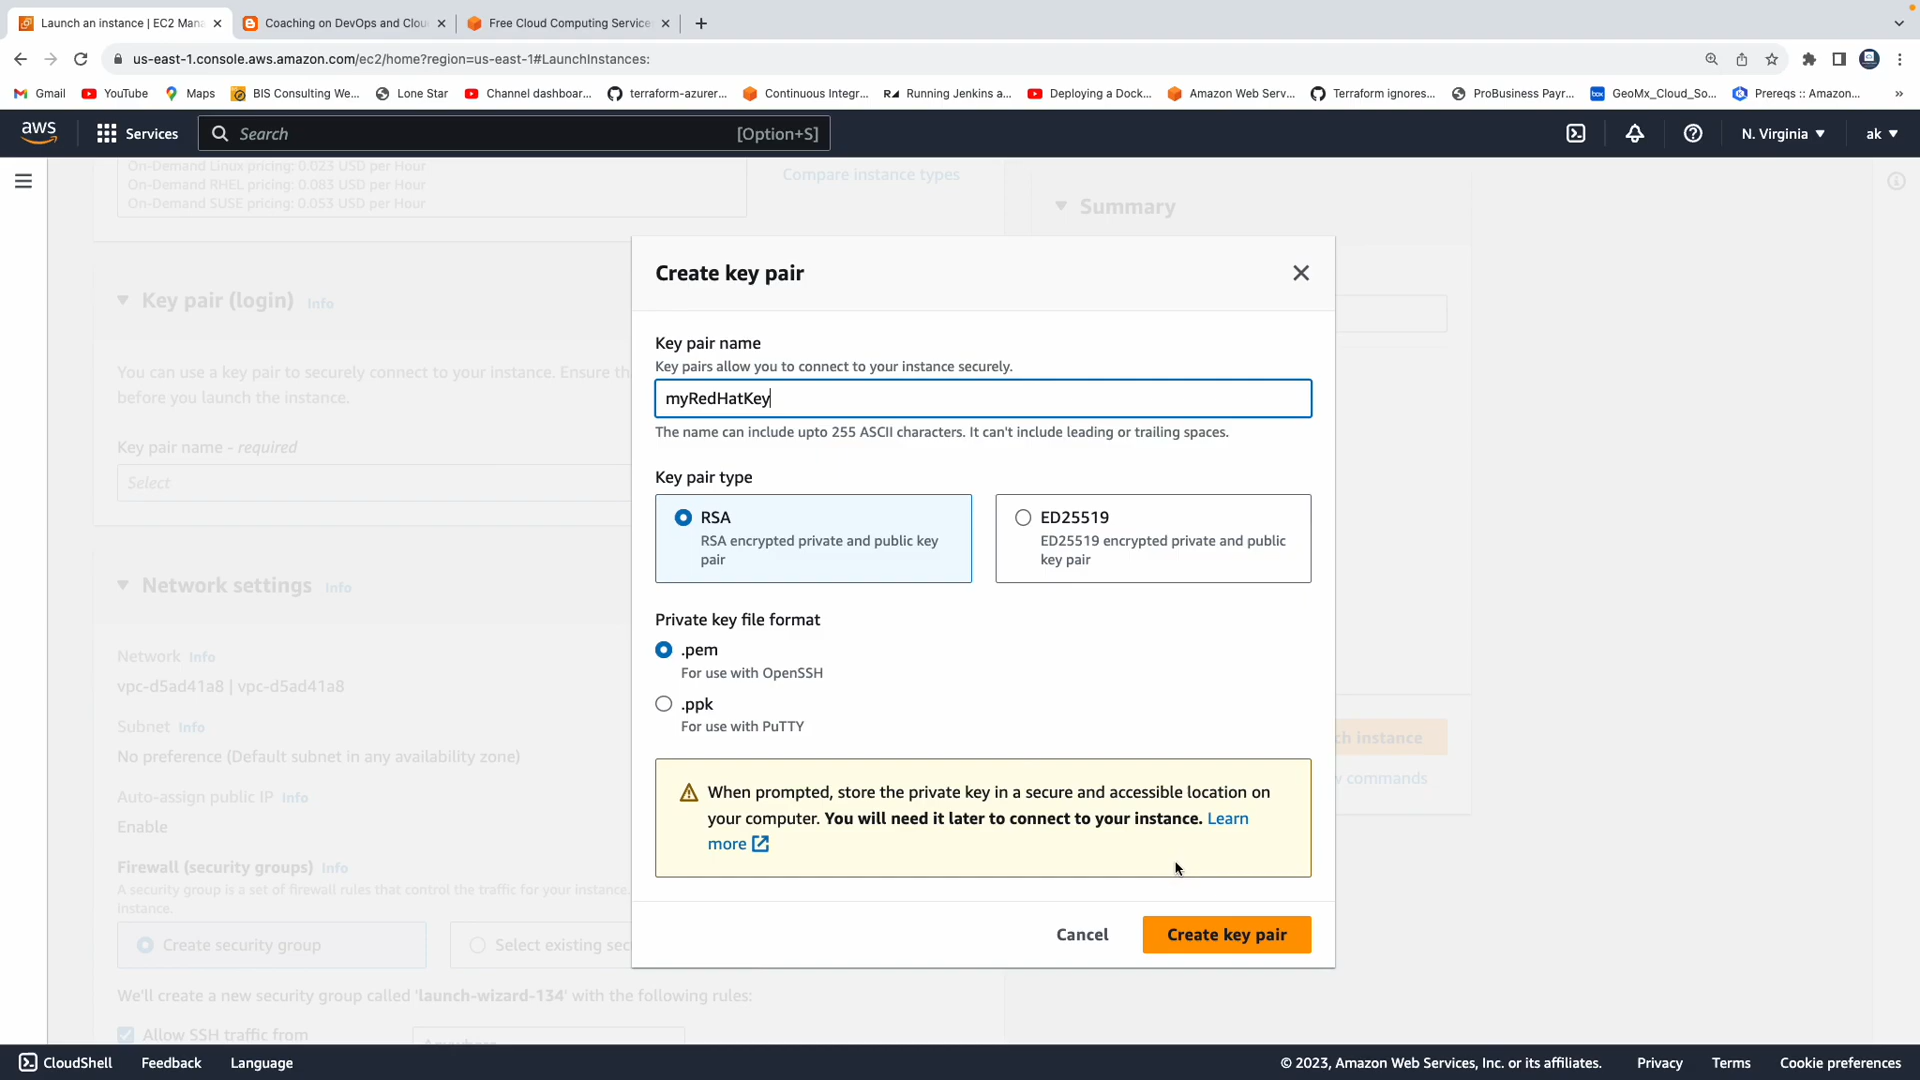 Launch an instance | EC2 Mana
Coaching on DevOps and Clou
Free Cloud Computing Service
us-east-1.console.aws.amazon.com/ec2/home?region=us-east-1#LaunchInstances:
Gmail
YouTube
Maps
BIS Consulting We...
Lone Star
Channel dashboar...
terraform-azurer...
Continuous Integr...
Running Jenkins a...
Deploying a Dock...
Amazon Web Serv...
Terraform ignores...
ProBusiness Payr...
GeoMx_Cloud_So...
Prereqs :: Amazon...
»
aws
Services
Search
[Option+S]
N. Virginia
ak
On-Demand Linux pricing: 0.023 USD per Hour
On-Demand RHEL pricing: 0.083 USD per Hour
On-Demand SUSE pricing: 0.053 USD per Hour
Compare instance types
Summary
Key pair (login) Info
You can use a key pair to securely connect to your instance. Ensure th
before you launch the instance.
Key pair name - required
Select
Network settings Info
Network Info
vpc-d5ad41a8 | vpc-d5ad41a8
Subnet Info
No preference (Default subnet in any availability zone)
Auto-assign public IP Info
Enable
Firewall (security groups) Info
A security group is a set of firewall rules that control the traffic for your instance.
instance.
Create security group
Select existing sec
We'll create a new security group called 'launch-wizard-134' with the following rules:
Allow SSH traffic from
Create key pair
Key pair name
Key pairs allow you to connect to your instance securely.
myRedHatKey
The name can include upto 255 ASCII characters. It can't include leading or trailing spaces.
Key pair type
RSA
RSA encrypted private and public key
pair
ED25519
ED25519 encrypted private and public
key pair
Private key file format
.pem
For use with OpenSSH
.ppk
For use with PuTTY
When prompted, store the private key in a secure and accessible location on
your computer. You will need it later to connect to your instance. Learn
more
Cancel
Create key pair
ch instance
w commands
CloudShell
Feedback
Language
© 2023, Amazon Web Services, Inc. or its affiliates.
Privacy
Terms
Cookie preferences